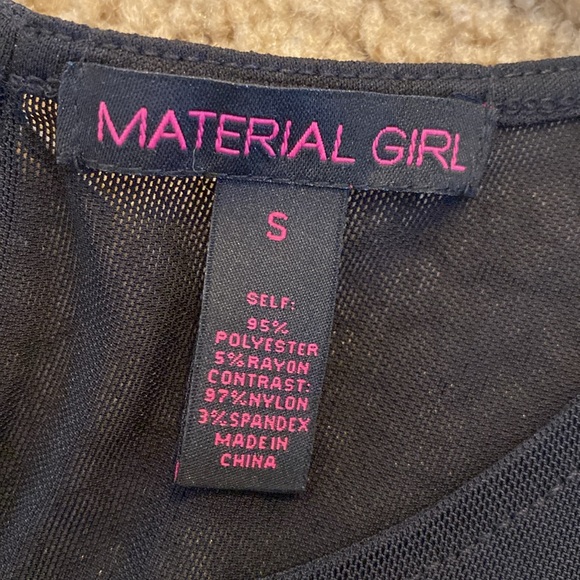 MATERIAL GIRL
S
SELF:
95%
POLYESTER
5%RAYON
CONTRAST:
97%NYLON
3%SPANDEX
MADE IN
CHINA